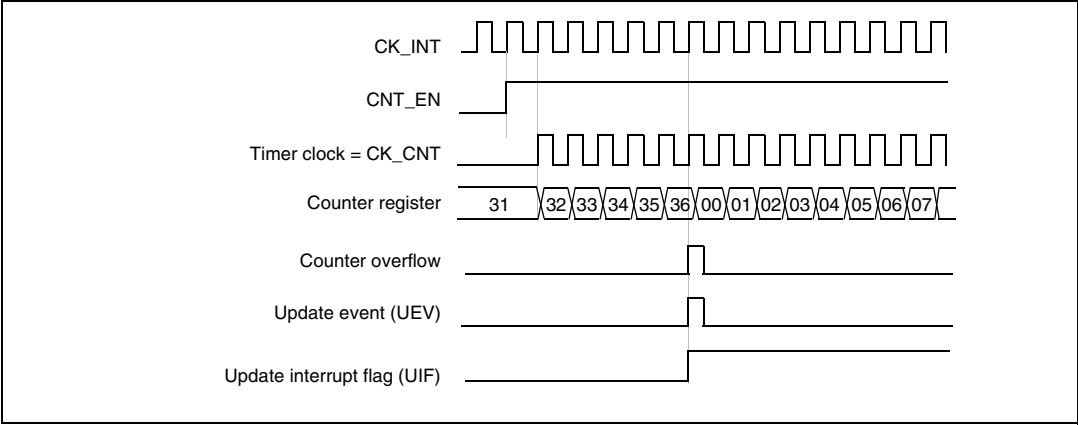 CK_INT
CNT_EN
Timer clock = CK_CNT
Counter register 31 32 33 34 35 36 00 01 02 03 04 05 06 07
Counter overflow
Update event (UEV)
Update interrupt flag (UIF)